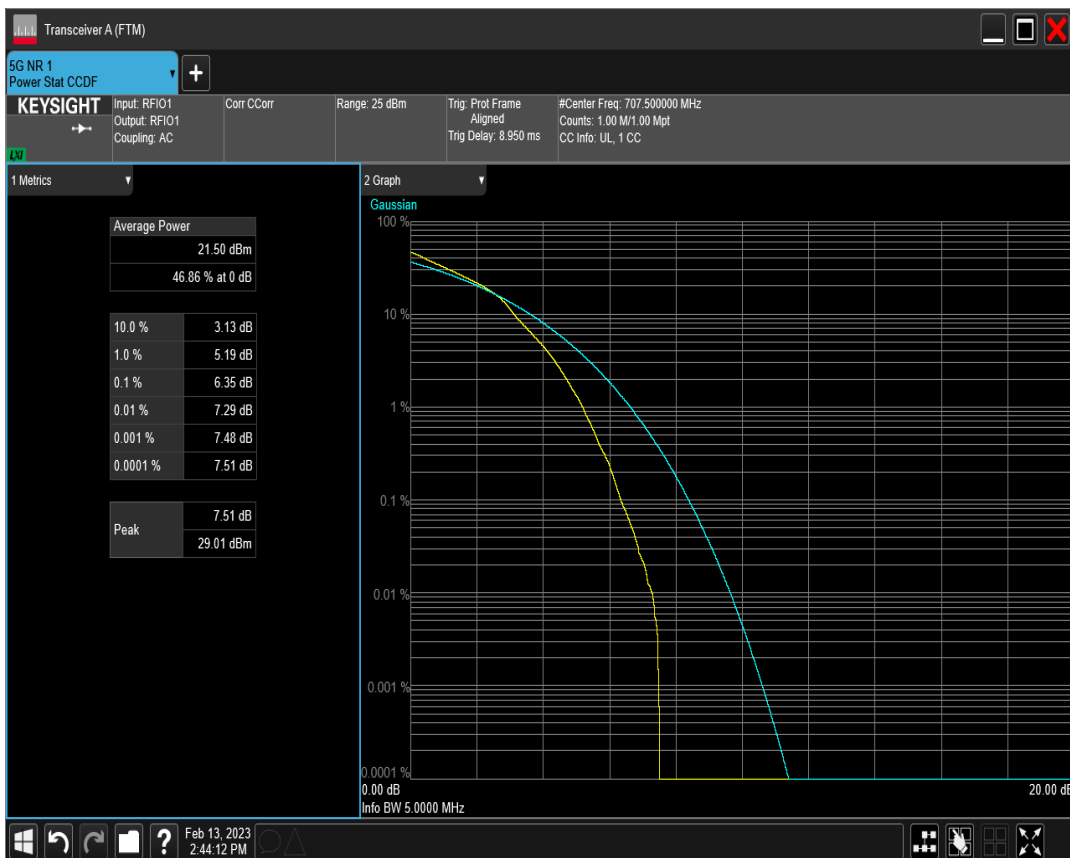 Transceiver A (FTM)
5G NR 1
Power Stat CCDF
+
KEYSIGHT
LXI
Input: RFIO1
Output: RFIO1
Coupling: AC
Corr CCorr
Range: 25 dBm
Trig: Prot Frame
Aligned
Trig Delay: 8.950 ms
#Center Freq: 707.500000 MHz
Counts: 1.00 M/1.00 Mpt
CC Info: UL, 1 CC
1 Metrics
Average Power
21.50 dBm
46.86 % at 0 dB
10.0 % 3.13 dB
1.0 % 5.19 dB
0.1 % 6.35 dB
0.01 % 7.29 dB
0.001 % 7.48 dB
0.0001 % 7.51 dB
Peak
7.51 dB
29.01 dBm
2 Graph
Gaussian
100 %
10 %
1 %
0.1 %
0.01 %
0.001 %
0.0001 %
0.00 dB 20.00 dB
Info BW 5.0000 MHz
?
Feb 13, 2023
2:44:12 PM